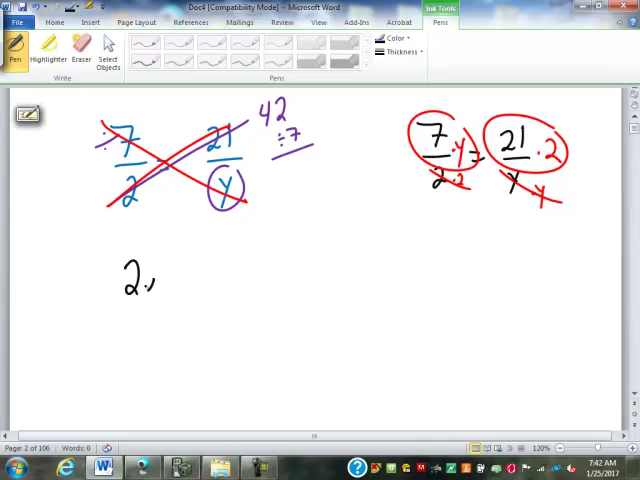 Doc4 [Compatibility Mode] - Microsoft Word
Ink Tools
File Home Insert Page Layout References Mailings Review View Add-Ins Acrobat Pens
Pen Highlighter Eraser Select Objects
Color
Thickness
Write Pens
42
÷7
÷
7 21
= 
2 y
7 · y = 21 · 2
2 · 2 y · y
2.
Page: 2 of 106 Words: 0 120%
7:42 AM
1/25/2017